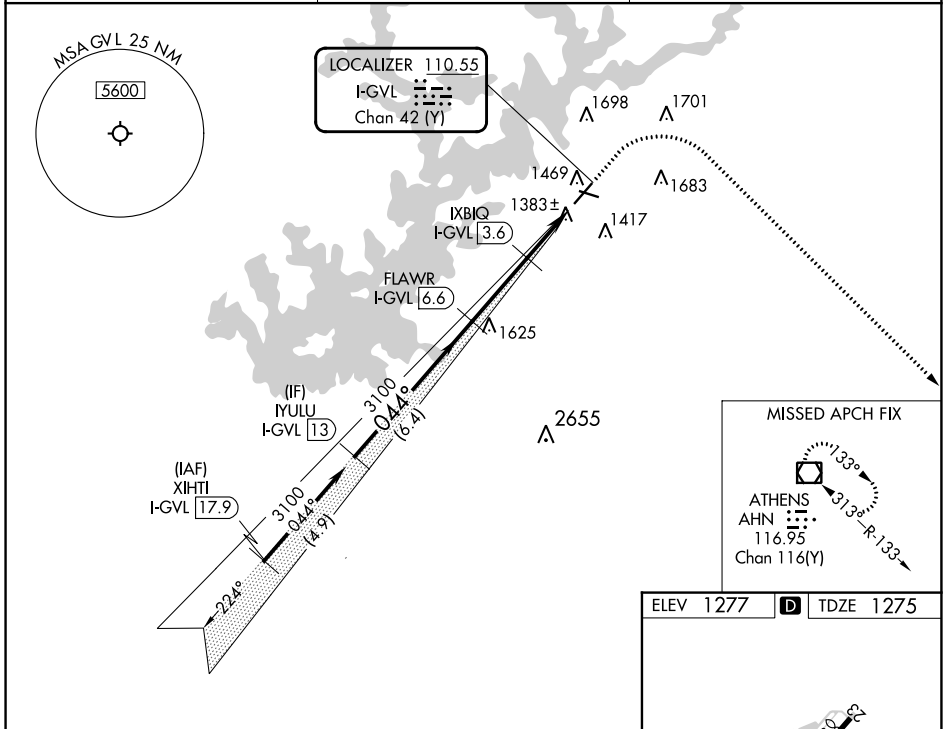 MSA GVL 25 NM
5600
LOCALIZER 110.55
I-GVL
Chan 42 (Y)
1698
1701
1469
1683
1383±
1417
IXBIQ
I-GVL 3.6
FLAWR
I-GVL 6.6
1625
3100
044°
(6.4)
(IF)
IYULU
I-GVL 13
2655
(IAF)
XIHTI
I-GVL 17.9
3100
044°
(4.9)
224°
MISSED APCH FIX
133°
ATHENS
AHN
116.95
Chan 116(Y)
313°
R-133
ELEV 1277 D TDZE 1275
23